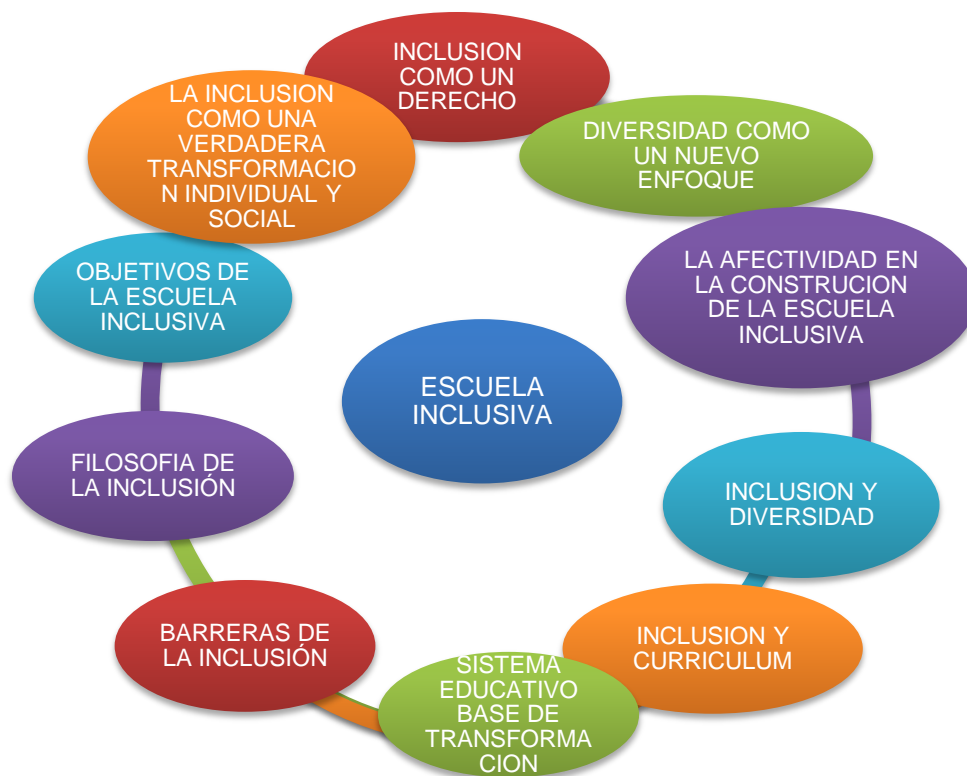 INCLUSION
COMO UN
DERECHO
DIVERSIDAD COMO
UN NUEVO
ENFOQUE
LA AFECTIVIDAD EN
LA CONSTRUCION
DE LA ESCUELA
INCLUSIVA
INCLUSION Y
DIVERSIDAD
INCLUSION Y
CURRICULUM
SISTEMA
EDUCATIVO
BASE DE
TRANSFORMA
CION
BARRERAS DE
LA INCLUSIÓN
FILOSOFIA DE
LA INCLUSIÓN
OBJETIVOS DE
LA ESCUELA
INCLUSIVA
LA INCLUSION
COMO UNA
VERDADERA
TRANSFORMACIO
N INDIVIDUAL Y
SOCIAL
ESCUELA
INCLUSIVA